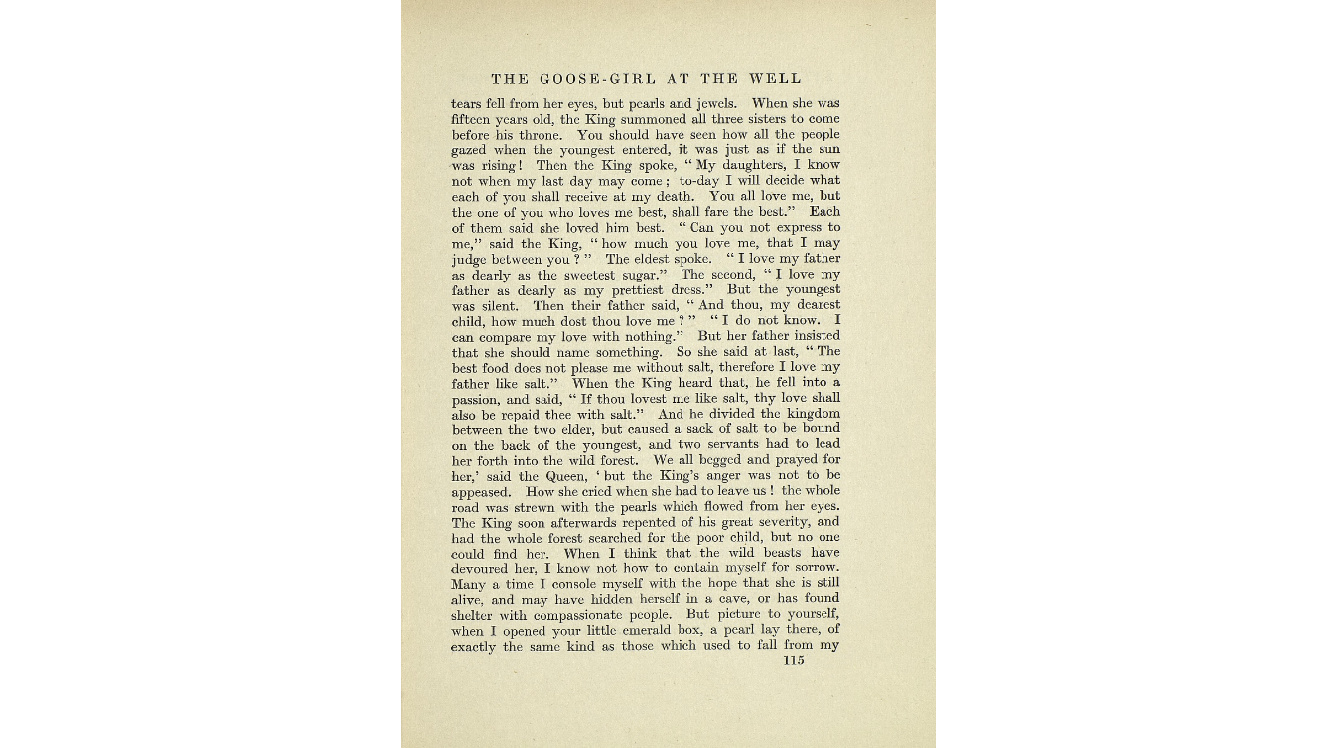 THE GOOSE-GIRL AT THE WELL
tears fell from her eyes, but pearls and jewels. When she was
fifteen years old, the King summoned all three sisters to come
before his throne. You should have seen how all the people
gazed when the youngest entered, it was just as if the sun
was rising! Then the King spoke, “My daughters, I know
not when my last day may come; to-day I will decide what
each of you shall receive at my death. You all love me, but
the one of you who loves me best, shall fare the best.” Each
of them said she loved him best. “Can you not express to
me,” said the King, “how much you love me, that I may
judge between you?” The eldest spoke. “I love my father
as dearly as the sweetest sugar.” The second, “I love my
father as dearly as my prettiest dress.” But the youngest
was silent. Then their father said, “And thou, my dearest
child, how much dost thou love me?” “I do not know. I
can compare my love with nothing.” But her father insisted
that she should name something. So she said at last, “The
best food does not please me without salt, therefore I love my
father like salt.” When the King heard that, he fell into a
passion, and said, “If thou lovest me like salt, thy love shall
also be repaid thee with salt.” And he divided the kingdom
between the two elder, but caused a sack of salt to be bound
on the back of the youngest, and two servants had to lead
her forth into the wild forest. We all begged and prayed for
her,’ said the Queen, ‘but the King’s anger was not to be
appeased. How she cried when she had to leave us! the whole
road was strewn with the pearls which flowed from her eyes.
The King soon afterwards repented of his great severity, and
had the whole forest searched for the poor child, but no one
could find her. When I think that the wild beasts have
devoured her, I know not how to contain myself for sorrow.
Many a time I console myself with the hope that she is still
alive, and may have hidden herself in a cave, or has found
shelter with compassionate people. But picture to yourself,
when I opened your little emerald box, a pearl lay there, of
exactly the same kind as those which used to fall from my
115